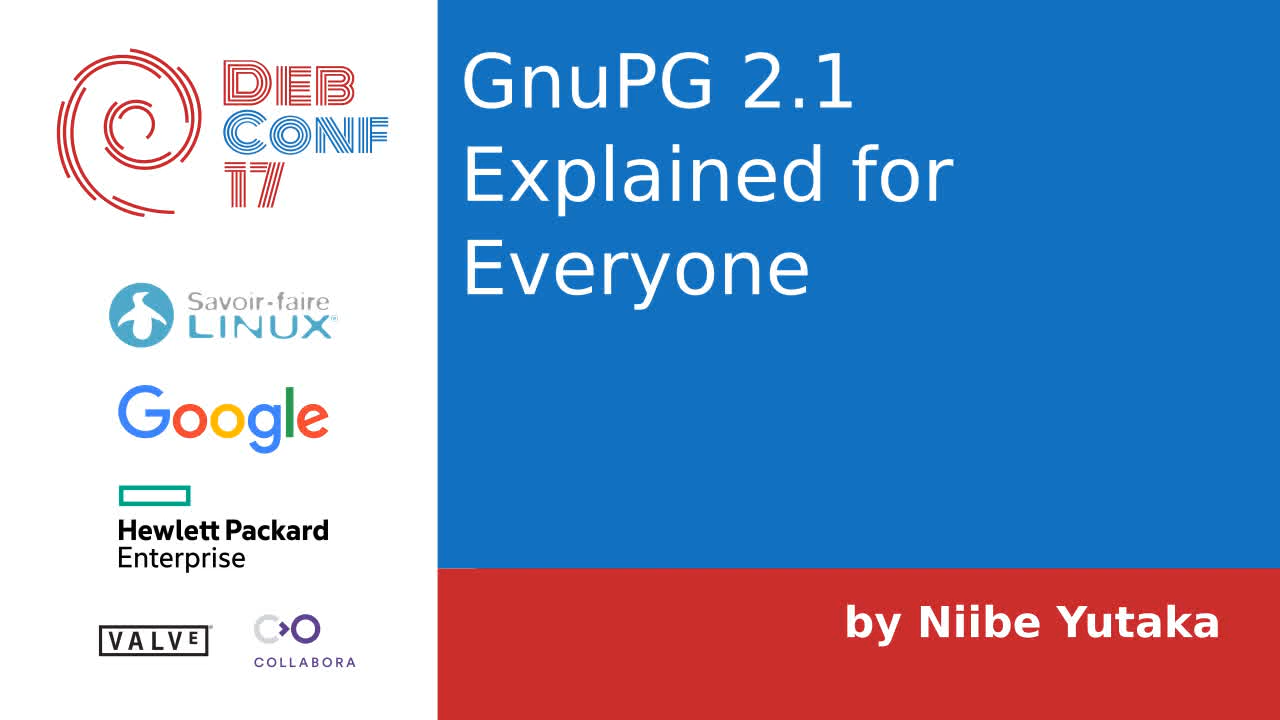 DEB
CONF
17
Savoir-faire
LINUX®
Google
Hewlett Packard
Enterprise
VALVE
COLLABORA
GnuPG 2.1
Explained for
Everyone
by Niibe Yutaka